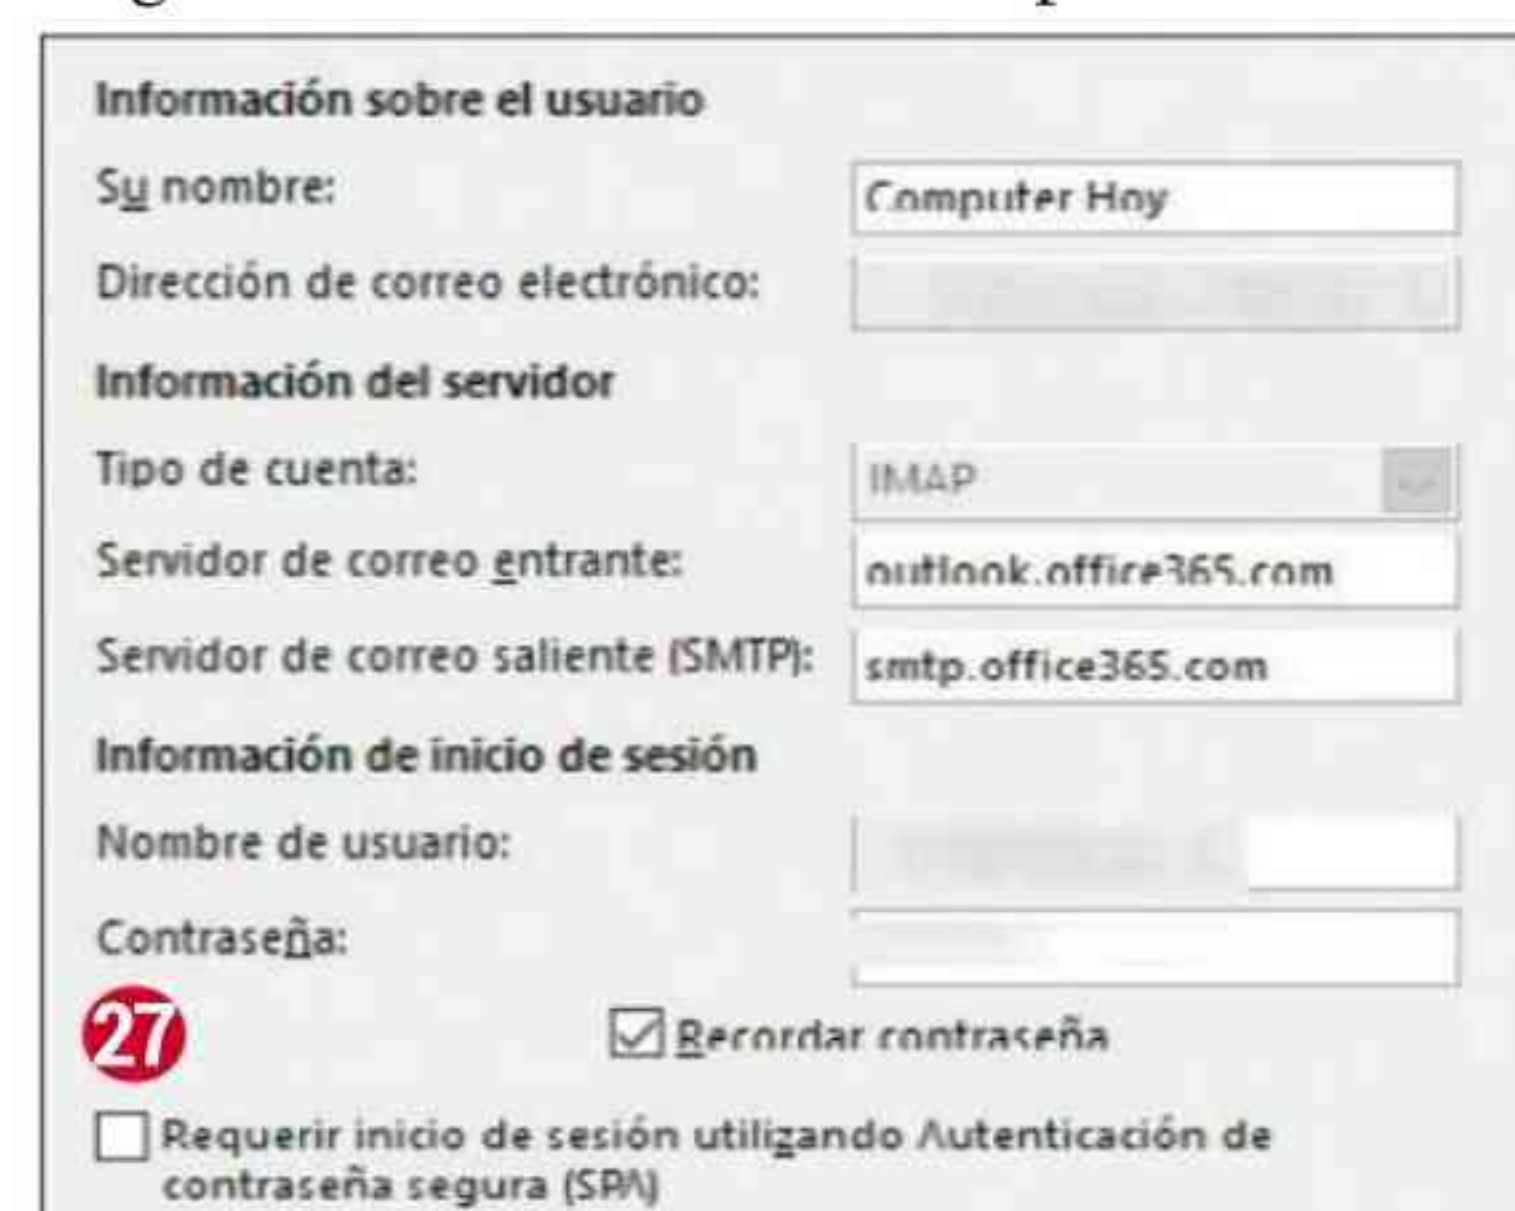 Información sobre el usuario
Su nombre: Computer Hoy
Dirección de correo electrónico:
Información del servidor
Tipo de cuenta: IMAP
Servidor de correo entrante: outlook.office365.com
Servidor de correo saliente (SMTP): smtp.office365.com
Información de inicio de sesión
Nombre de usuario:
Contraseña:
27
Recordar contraseña
Requerir inicio de sesión utilizando Autenticación de
contraseña segura (SPA)